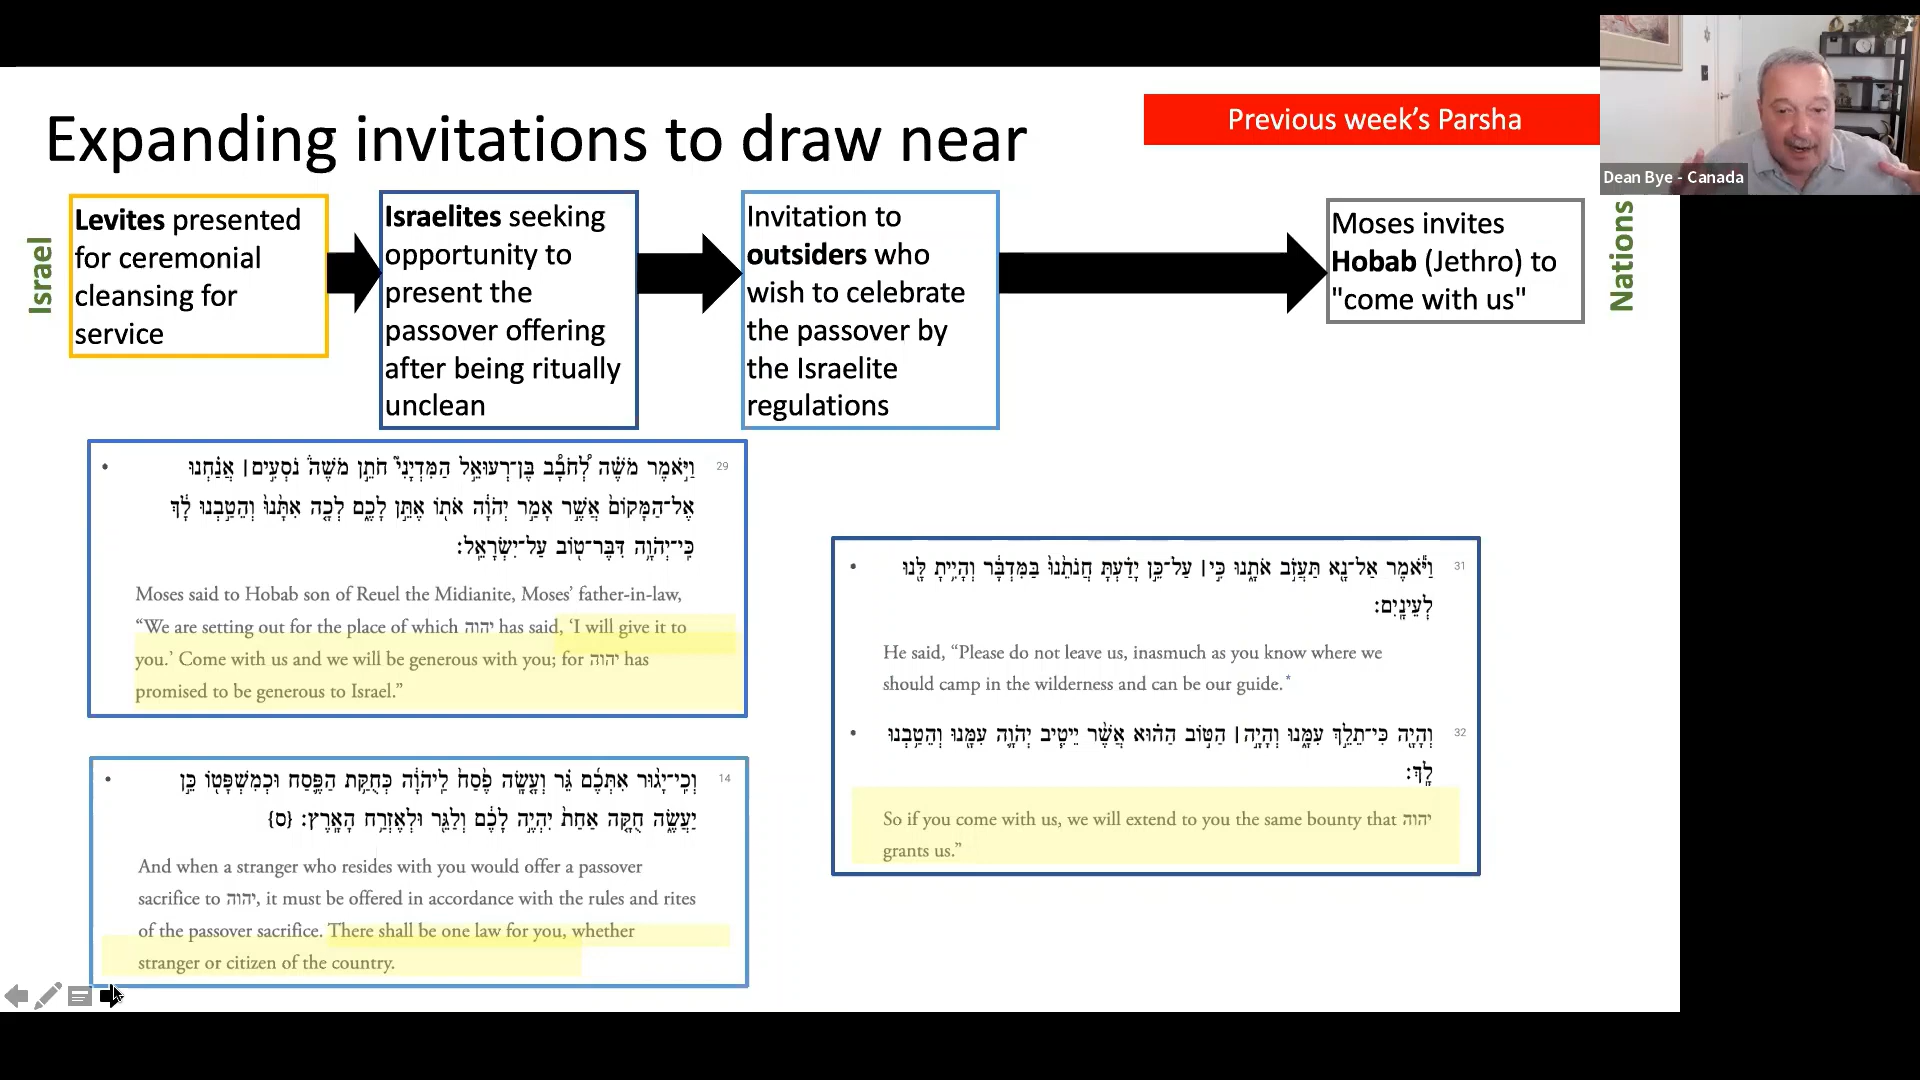 Expanding invitations to draw near
Previous week’s Parsha
Dean Bye - Canada
Israel
Levites presented
for ceremonial
cleansing for
service
Israelites seeking
opportunity to
present the
passover offering
after being ritually
unclean
Invitation to
outsiders who
wish to celebrate
the passover by
the Israelite
regulations
Moses invites
Hobab (Jethro) to
"come with us"
Nations
29
• וַיֹּ֣אמֶר מֹשֶׁ֗ה לְ֠חֹבָ֠ב בֶּן־רְעוּאֵ֣ל הַמִּדְיָנִי֮ חֹתֵ֣ן מֹשֶׁה֒ נֹסְעִ֣ים ׀ אֲנַ֗חְנוּ
אֶל־הַמָּקוֹם֙ אֲשֶׁ֣ר אָמַ֣ר יְהֹוָ֔ה אֹת֖וֹ אֶתֵּ֣ן לָכֶ֑ם לְכָ֤ה אִתָּ֙נוּ֙ וְהֵטַ֣בְנוּ לָ֔ךְ
כִּֽי־יְהֹוָ֥ה דִּבֶּר־ט֖וֹב עַל־יִשְׂרָאֵֽל׃
Moses said to Hobab son of Reuel the Midianite, Moses’ father-in-law,
“We are setting out for the place of which יהוה has said, ‘I will give it to
you.’ Come with us and we will be generous with you; for יהוה has
promised to be generous to Israel.”
14
• וְכִֽי־יָג֨וּר אִתְּכֶ֜ם גֵּ֗ר וְעָ֤שָֽׂה פֶ֙סַח֙ לַֽיהֹוָ֔ה כְּחֻקַּ֥ת הַפֶּ֛סַח וּכְמִשְׁפָּט֖וֹ כֵּ֣ן
יַעֲשֶׂ֑ה חֻקָּ֤ה אַחַת֙ יִהְיֶ֣ה לָכֶ֔ם וְלַגֵּ֖ר וּלְאֶזְרַ֥ח הָאָֽרֶץ׃ {ס}
And when a stranger who resides with you would offer a passover
sacrifice to יהוה, it must be offered in accordance with the rules and rites
of the passover sacrifice. There shall be one law for you, whether
stranger or citizen of the country.
31
• וַיֹּ֕אמֶר אַל־נָ֖א תַּעֲזֹ֣ב אֹתָ֑נוּ כִּ֣י ׀ עַל־כֵּ֣ן יָדַ֗עְתָּ חֲנֹתֵ֙נוּ֙ בַּמִּדְבָּ֔ר וְהָיִ֥יתָ לָּ֖נוּ
לְעֵינָֽיִם׃
He said, “Please do not leave us, inasmuch as you know where we
should camp in the wilderness and can be our guide.*
32
• וְהָיָ֖ה כִּי־תֵלֵ֣ךְ עִמָּ֑נוּ וְהָיָ֣ה ׀ הַטּ֣וֹב הַה֗וּא אֲשֶׁ֨ר יֵיטִ֧יב יְהֹוָ֛ה עִמָּ֖נוּ וְהֵטַ֥בְנוּ
לָֽךְ׃
So if you come with us, we will extend to you the same bounty that יהוה
grants us.”